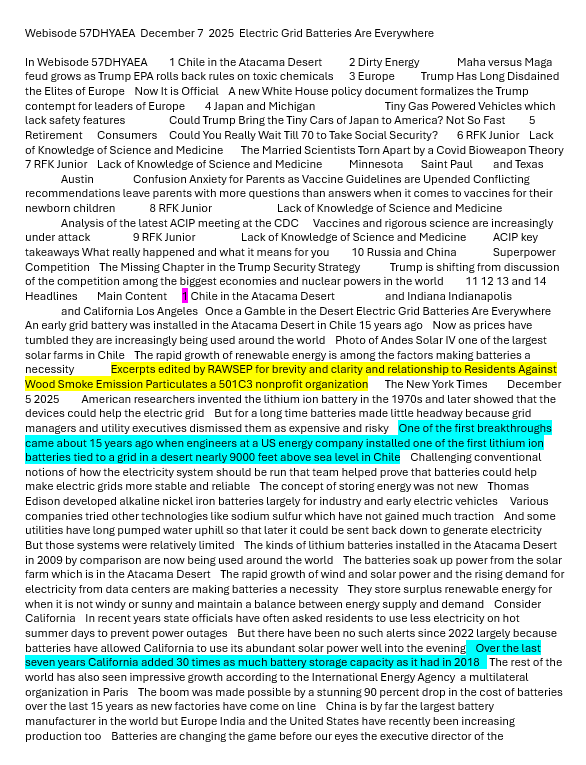 Webisode 57DHYAEA  December 7  2025  Electric Grid Batteries Are Everywhere
In Webisode 57DHYAEA      1 Chile in the Atacama Desert      2 Dirty Energy      Maha versus Maga
feud grows as Trump EPA rolls back rules on toxic chemicals      3 Europe      Trump Has Long Disdained
the Elites of Europe   Now It is Official   A new White House policy document formalizes the Trump
contempt for leaders of Europe      4 Japan and Michigan      Tiny Gas Powered Vehicles which
lack safety features      Could Trump Bring the Tiny Cars of Japan to America? Not So Fast      5
Retirement   Consumers   Could You Really Wait Till 70 to Take Social Security?      6 RFK Junior   Lack
of Knowledge of Science and Medicine      The Married Scientists Torn Apart by a Covid Bioweapon Theory
7 RFK Junior   Lack of Knowledge of Science and Medicine      Minnesota      Saint Paul      and Texas
Austin      Confusion Anxiety for Parents as Vaccine Guidelines are Upended Conflicting
recommendations leave parents with more questions than answers when it comes to vaccines for their
newborn children      8 RFK Junior      Lack of Knowledge of Science and Medicine
Analysis of the latest ACIP meeting at the CDC    Vaccines and rigorous science are increasingly
under attack      9 RFK Junior      Lack of Knowledge of Science and Medicine      ACIP key
takeaways What really happened and what it means for you      10 Russia and China      Superpower
Competition   The Missing Chapter in the Trump Security Strategy      Trump is shifting from discussion
of the competition among the biggest economies and nuclear powers in the world      11 12 13 and 14
Headlines      Main Content      1 Chile in the Atacama Desert      and Indiana Indianapolis
and California Los Angeles   Once a Gamble in the Desert Electric Grid Batteries Are Everywhere
An early grid battery was installed in the Atacama Desert in Chile 15 years ago   Now as prices have
tumbled they are increasingly being used around the world   Photo of Andes Solar IV one of the largest
solar farms in Chile   The rapid growth of renewable energy is among the factors making batteries a
necessity      Excerpts edited by RAWSEP for brevity and clarity and relationship to Residents Against
Wood Smoke Emission Particulates a 501C3 nonprofit organization      The New York Times      December
5 2025      American researchers invented the lithium ion battery in the 1970s and later showed that the
devices could help the electric grid   But for a long time batteries made little headway because grid
managers and utility executives dismissed them as expensive and risky   One of the first breakthroughs
came about 15 years ago when engineers at a US energy company installed one of the first lithium ion
batteries tied to a grid in a desert nearly 9000 feet above sea level in Chile   Challenging conventional
notions of how the electricity system should be run that team helped prove that batteries could help
make electric grids more stable and reliable   The concept of storing energy was not new   Thomas
Edison developed alkaline nickel iron batteries largely for industry and early electric vehicles   Various
companies tried other technologies like sodium sulfur which have not gained much traction   And some
utilities have long pumped water uphill so that later it could be sent back down to generate electricity
But those systems were relatively limited   The kinds of lithium batteries installed in the Atacama Desert
in 2009 by comparison are now being used around the world   The batteries soak up power from the solar
farm which is in the Atacama Desert   The rapid growth of wind and solar power and the rising demand for
electricity from data centers are making batteries a necessity   They store surplus renewable energy for
when it is not windy or sunny and maintain a balance between energy supply and demand   Consider
California   In recent years state officials have often asked residents to use less electricity on hot
summer days to prevent power outages   But there have been no such alerts since 2022 largely because
batteries have allowed California to use its abundant solar power well into the evening   Over the last
seven years California added 30 times as much battery storage capacity as it had in 2018   The rest of the
world has also seen impressive growth according to the International Energy Agency  a multilateral
organization in Paris   The boom was made possible by a stunning 90 percent drop in the cost of batteries
over the last 15 years as new factories have come on line   China is by far the largest battery
manufacturer in the world but Europe India and the United States have recently been increasing
production too   Batteries are changing the game before our eyes the executive director of the